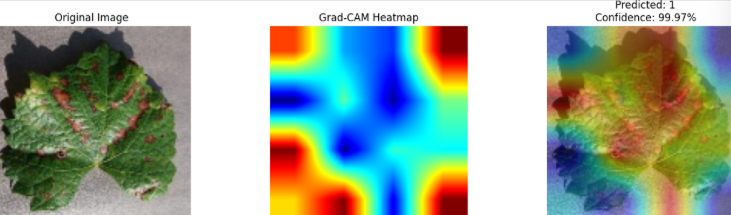 Original Image
Grad-CAM Heatmap
Predicted: 1
Confidence: 99.97%